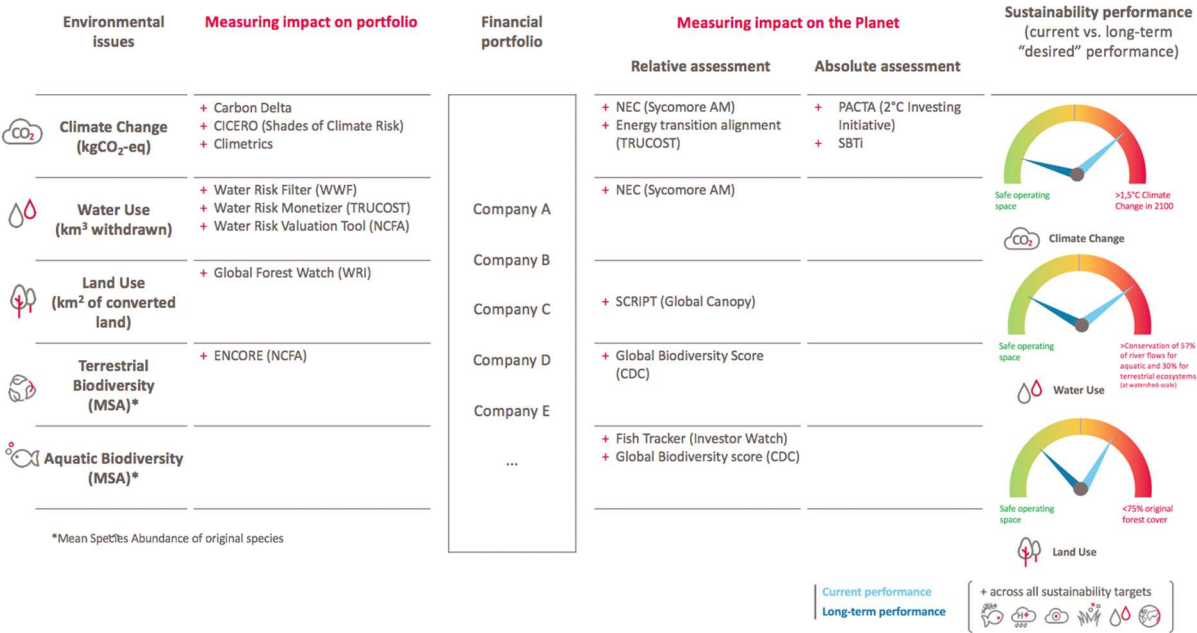 Environmental
issues
Measuring impact on portfolio
Financial
portfolio
Measuring impact on the Planet
Relative assessment
Absolute assessment
Sustainability performance
(current vs. long-term
“desired” performance)
CO2
Climate Change
(kgCO2-eq)
+ Carbon Delta
+ CICERO (Shades of Climate Risk)
+ Climetrics
+ NEC (Sycomore AM)
+ Energy transition alignment
(TRUCOST)
+ PACTA (2°C Investing
Initiative)
+ SBTi
Water Use
(km3 withdrawn)
+ Water Risk Filter (WWF)
+ Water Risk Monetizer (TRUCOST)
+ Water Risk Valuation Tool (NCFA)
+ NEC (Sycomore AM)
Land Use
(km2 of converted
land)
+ Global Forest Watch (WRI)
+ SCRIPT (Global Canopy)
Terrestrial
Biodiversity
(MSA)*
+ ENCORE (NCFA)
+ Global Biodiversity Score
(CDC)
Aquatic Biodiversity
(MSA)*
+ Fish Tracker (Investor Watch)
+ Global Biodiversity score (CDC)
*Mean Species Abundance of original species
Company A
Company B
Company C
Company D
Company E
...
Safe operating
space
>1,5°C Climate
Change in 2100
CO2
Climate Change
Safe operating
space
>Conservation of 57%
of river flows for
aquatic and 30% for
terrestrial ecosystems
(at watershed-scale)
Water Use
Safe operating
space
<75% original
forest cover
Land Use
Current performance
Long-term performance
+ across all sustainability targets
H+